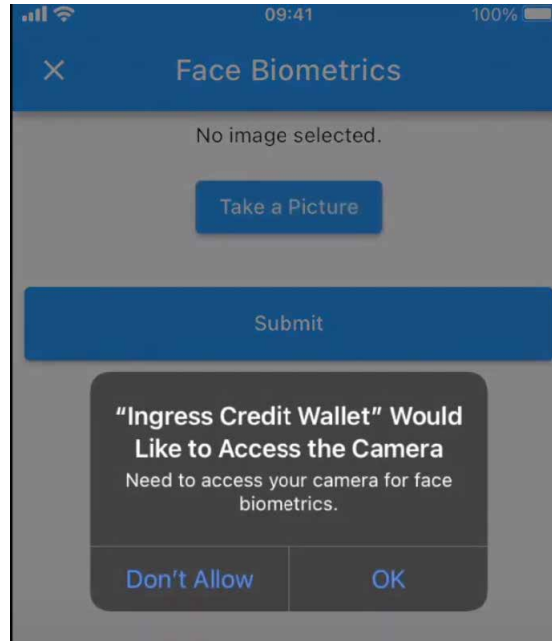 09:41
100%
Face Biometrics
No image selected.
Take a Picture
Submit
“Ingress Credit Wallet” Would
Like to Access the Camera
Need to access your camera for face
biometrics.
Don’t Allow
OK